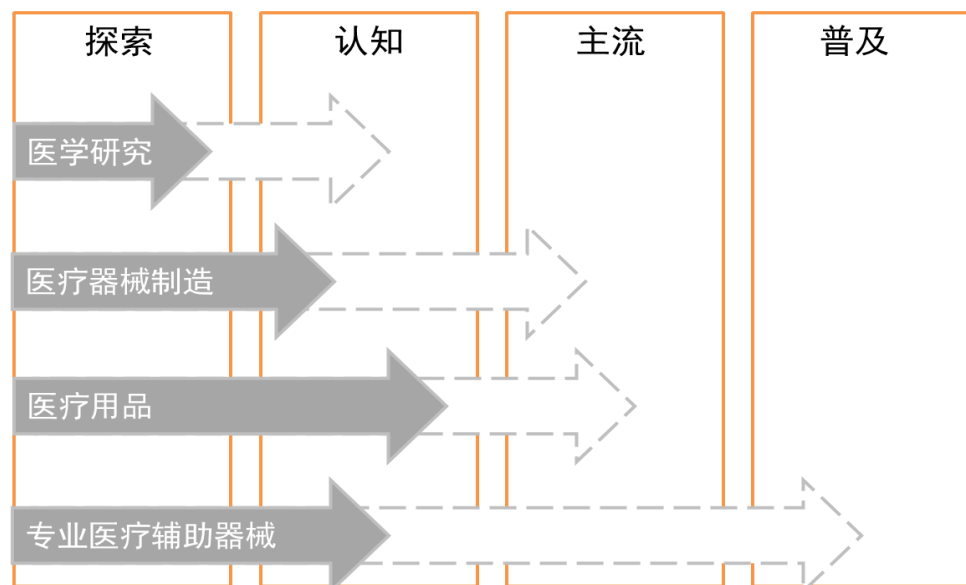 探索
认知
主流
普及
医学研究
医疗器械制造
医疗用品
专业医疗辅助器械